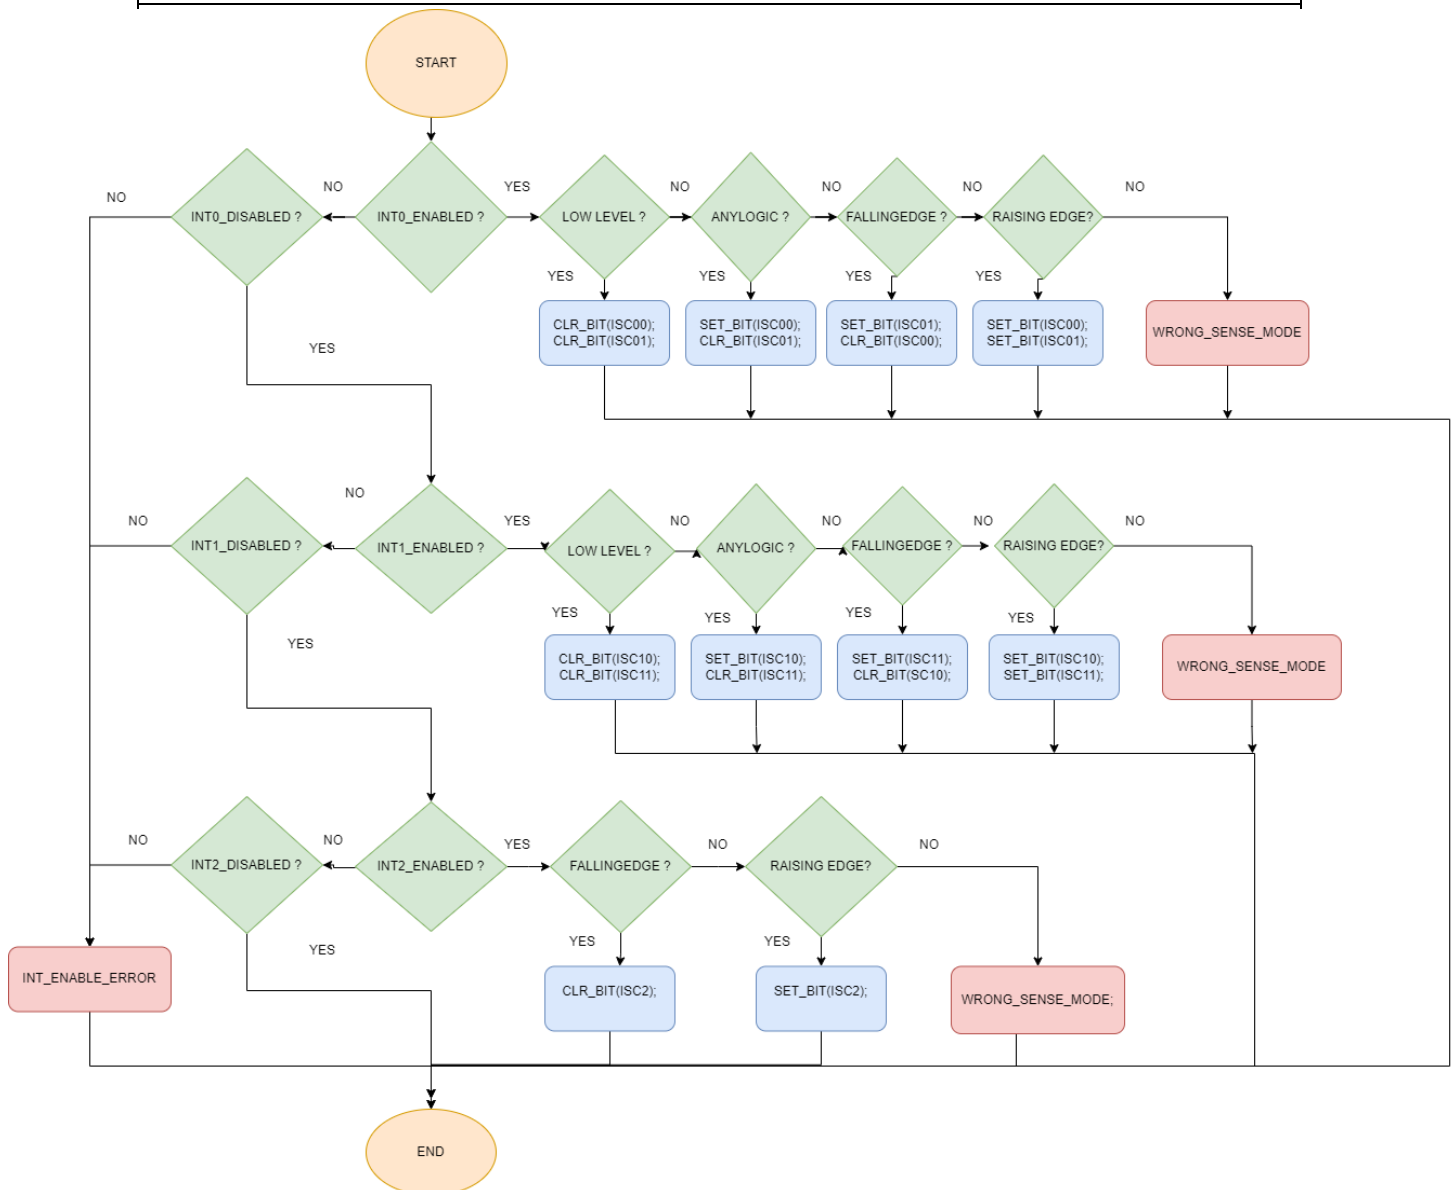 START
NO
INT0_DISABLED ?
NO
INT0_ENABLED ?
YES
LOW LEVEL ?
NO
ANYLOGIC ?
NO
FALLINGEDGE ?
NO
RAISING EDGE?
NO
YES
YES
YES
YES
CLR_BIT(ISC00);
CLR_BIT(ISC01);
SET_BIT(ISC00);
CLR_BIT(ISC01);
SET_BIT(ISC01);
CLR_BIT(ISC00);
SET_BIT(ISC00);
SET_BIT(ISC01);
WRONG_SENSE_MODE
YES
NO
INT1_DISABLED ?
NO
INT1_ENABLED ?
YES
LOW LEVEL ?
NO
ANYLOGIC ?
NO
FALLINGEDGE ?
NO
RAISING EDGE?
NO
YES
YES
YES
YES
YES
CLR_BIT(ISC10);
CLR_BIT(ISC11);
SET_BIT(ISC10);
CLR_BIT(ISC11);
SET_BIT(ISC11);
CLR_BIT(SC10);
SET_BIT(ISC10);
SET_BIT(ISC11);
WRONG_SENSE_MODE
NO
INT2_DISABLED ?
NO
INT2_ENABLED ?
YES
FALLINGEDGE ?
NO
RAISING EDGE?
NO
YES
YES
YES
INT_ENABLE_ERROR
CLR_BIT(ISC2);
SET_BIT(ISC2);
WRONG_SENSE_MODE;
END